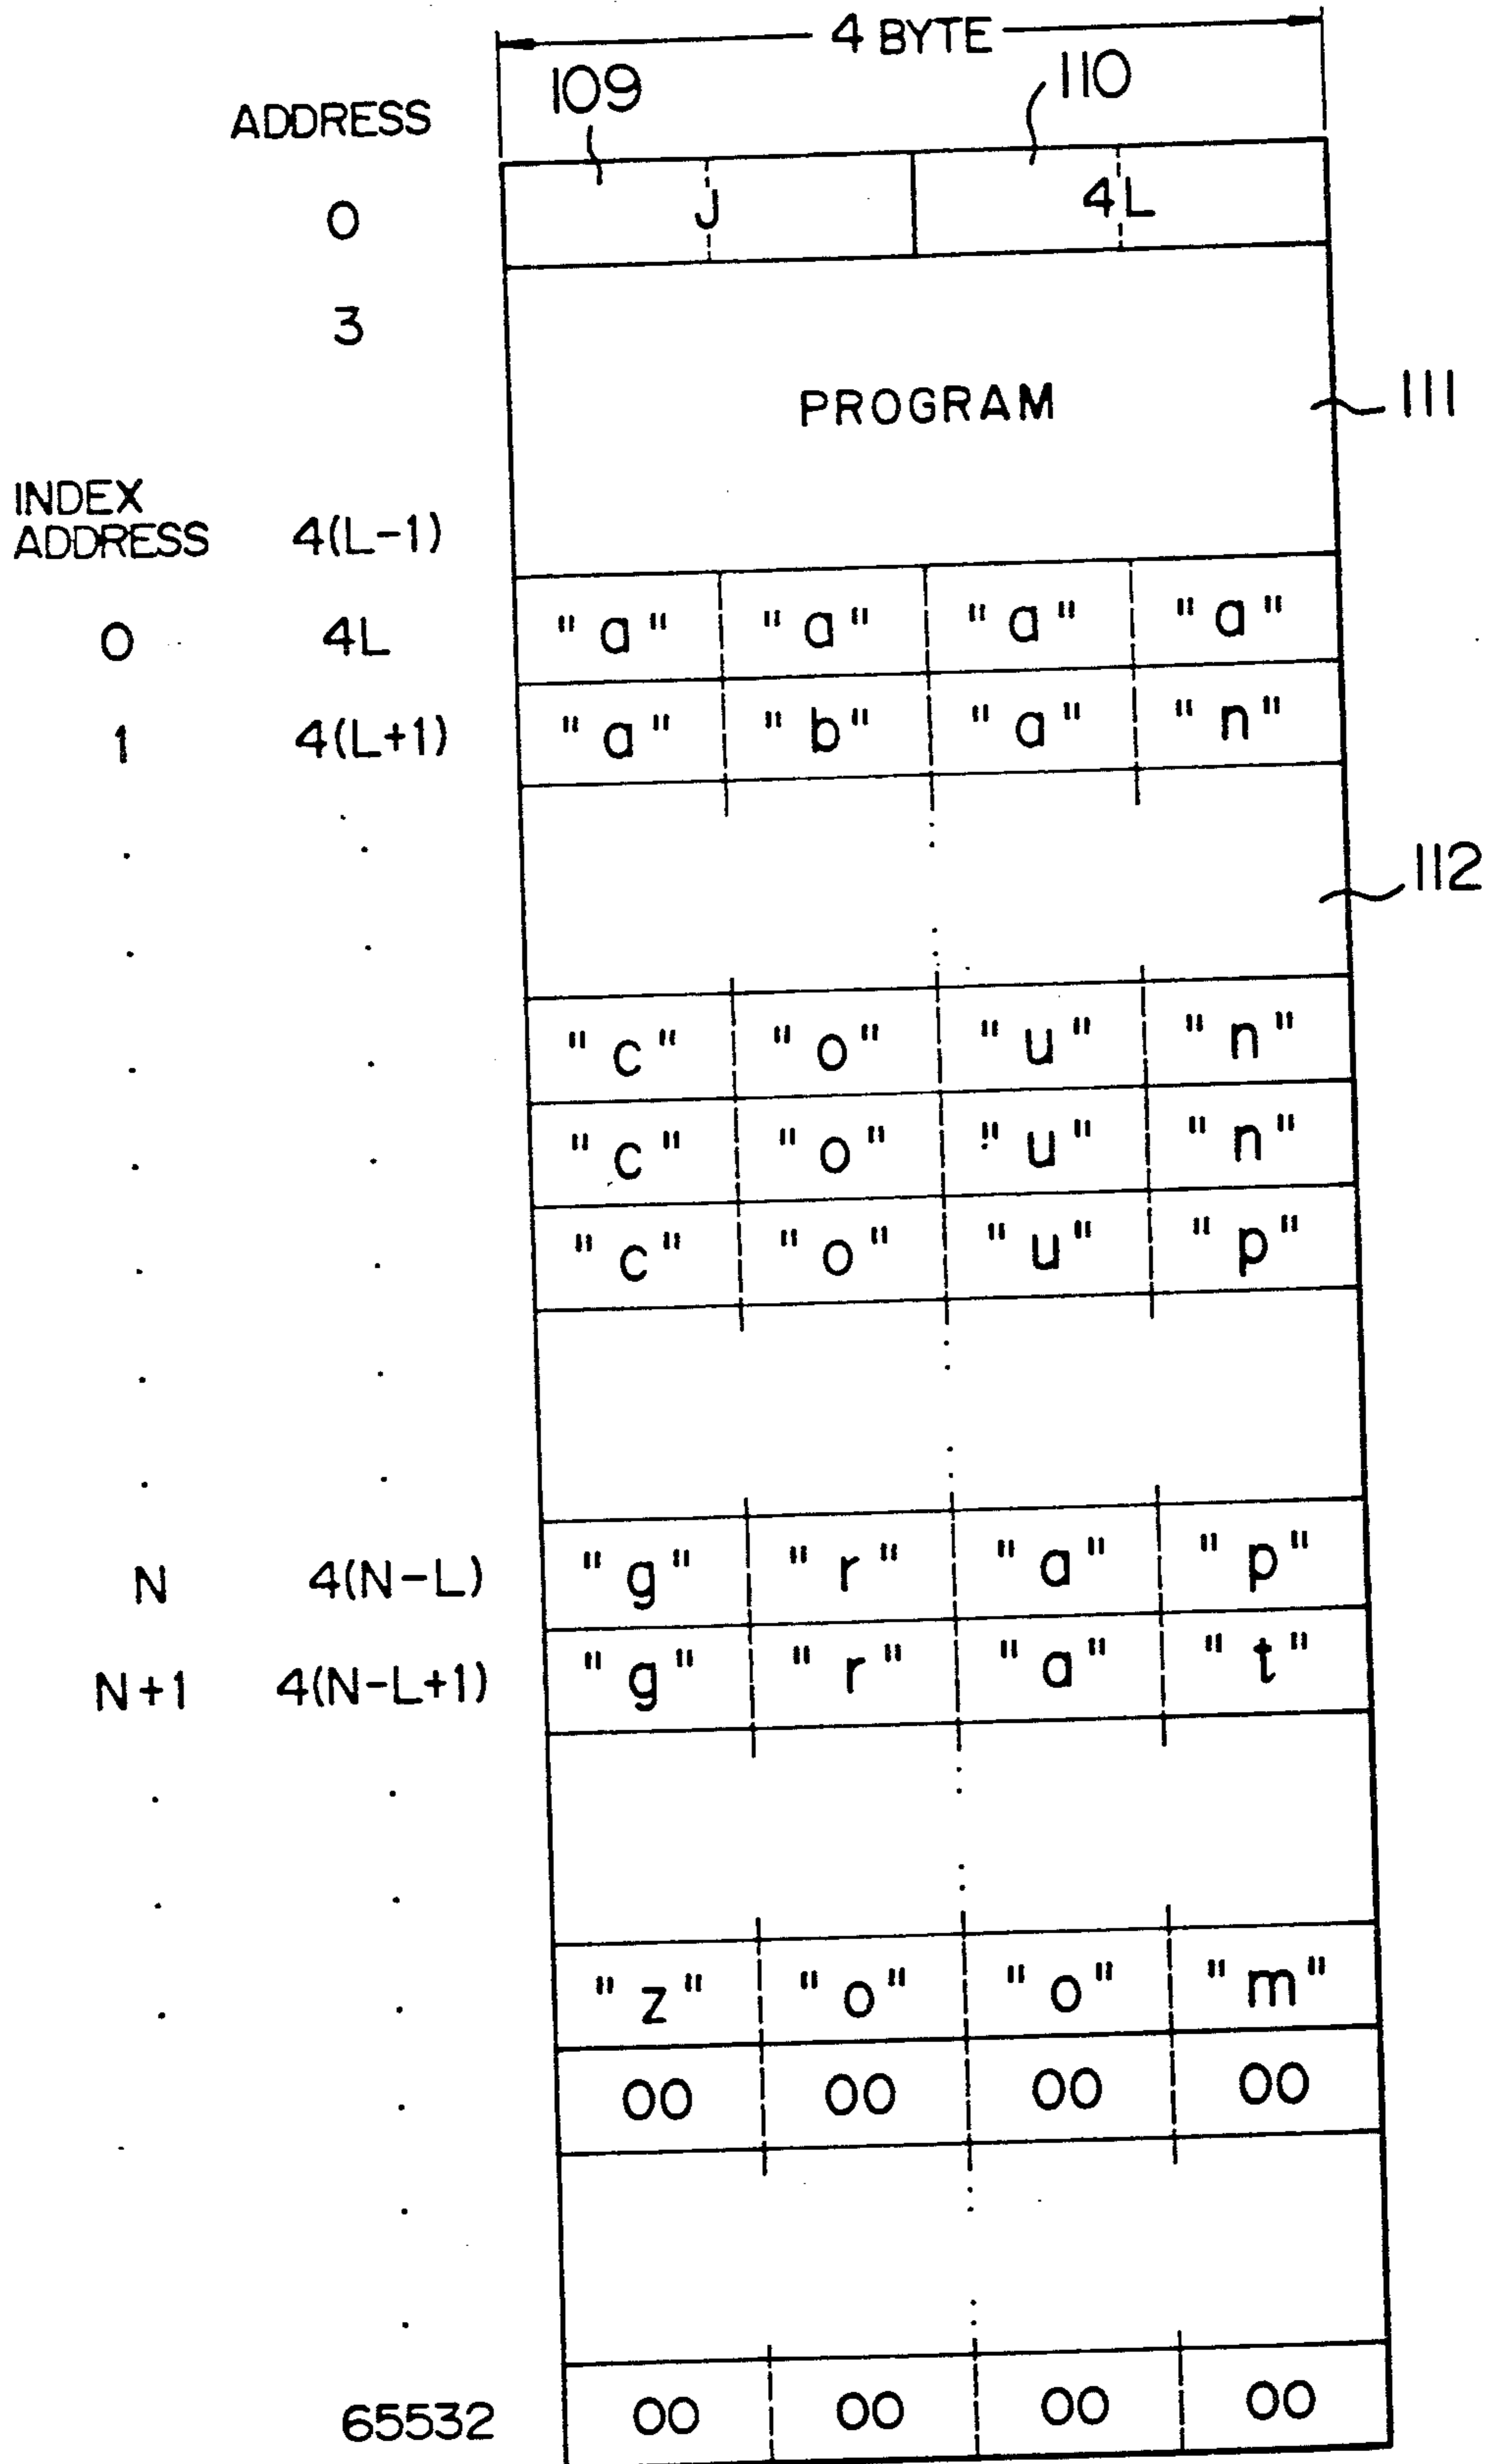 4 BYTE
109 110
ADDRESS
0 J 4L
3
PROGRAM 111
INDEX
ADDRESS 4(L-1)
0 4L "a" "a" "a" "a"
1 4(L+1) "a" "b" "a" "n"
112
"c" "o" "u" "n"
"c" "o" "u" "n"
"c" "o" "u" "p"
N 4(N-L) "g" "r" "a" "p"
N+1 4(N-L+1) "g" "r" "a" "t"
"z" "o" "o" "m"
00 00 00 00
65532 00 00 00 00